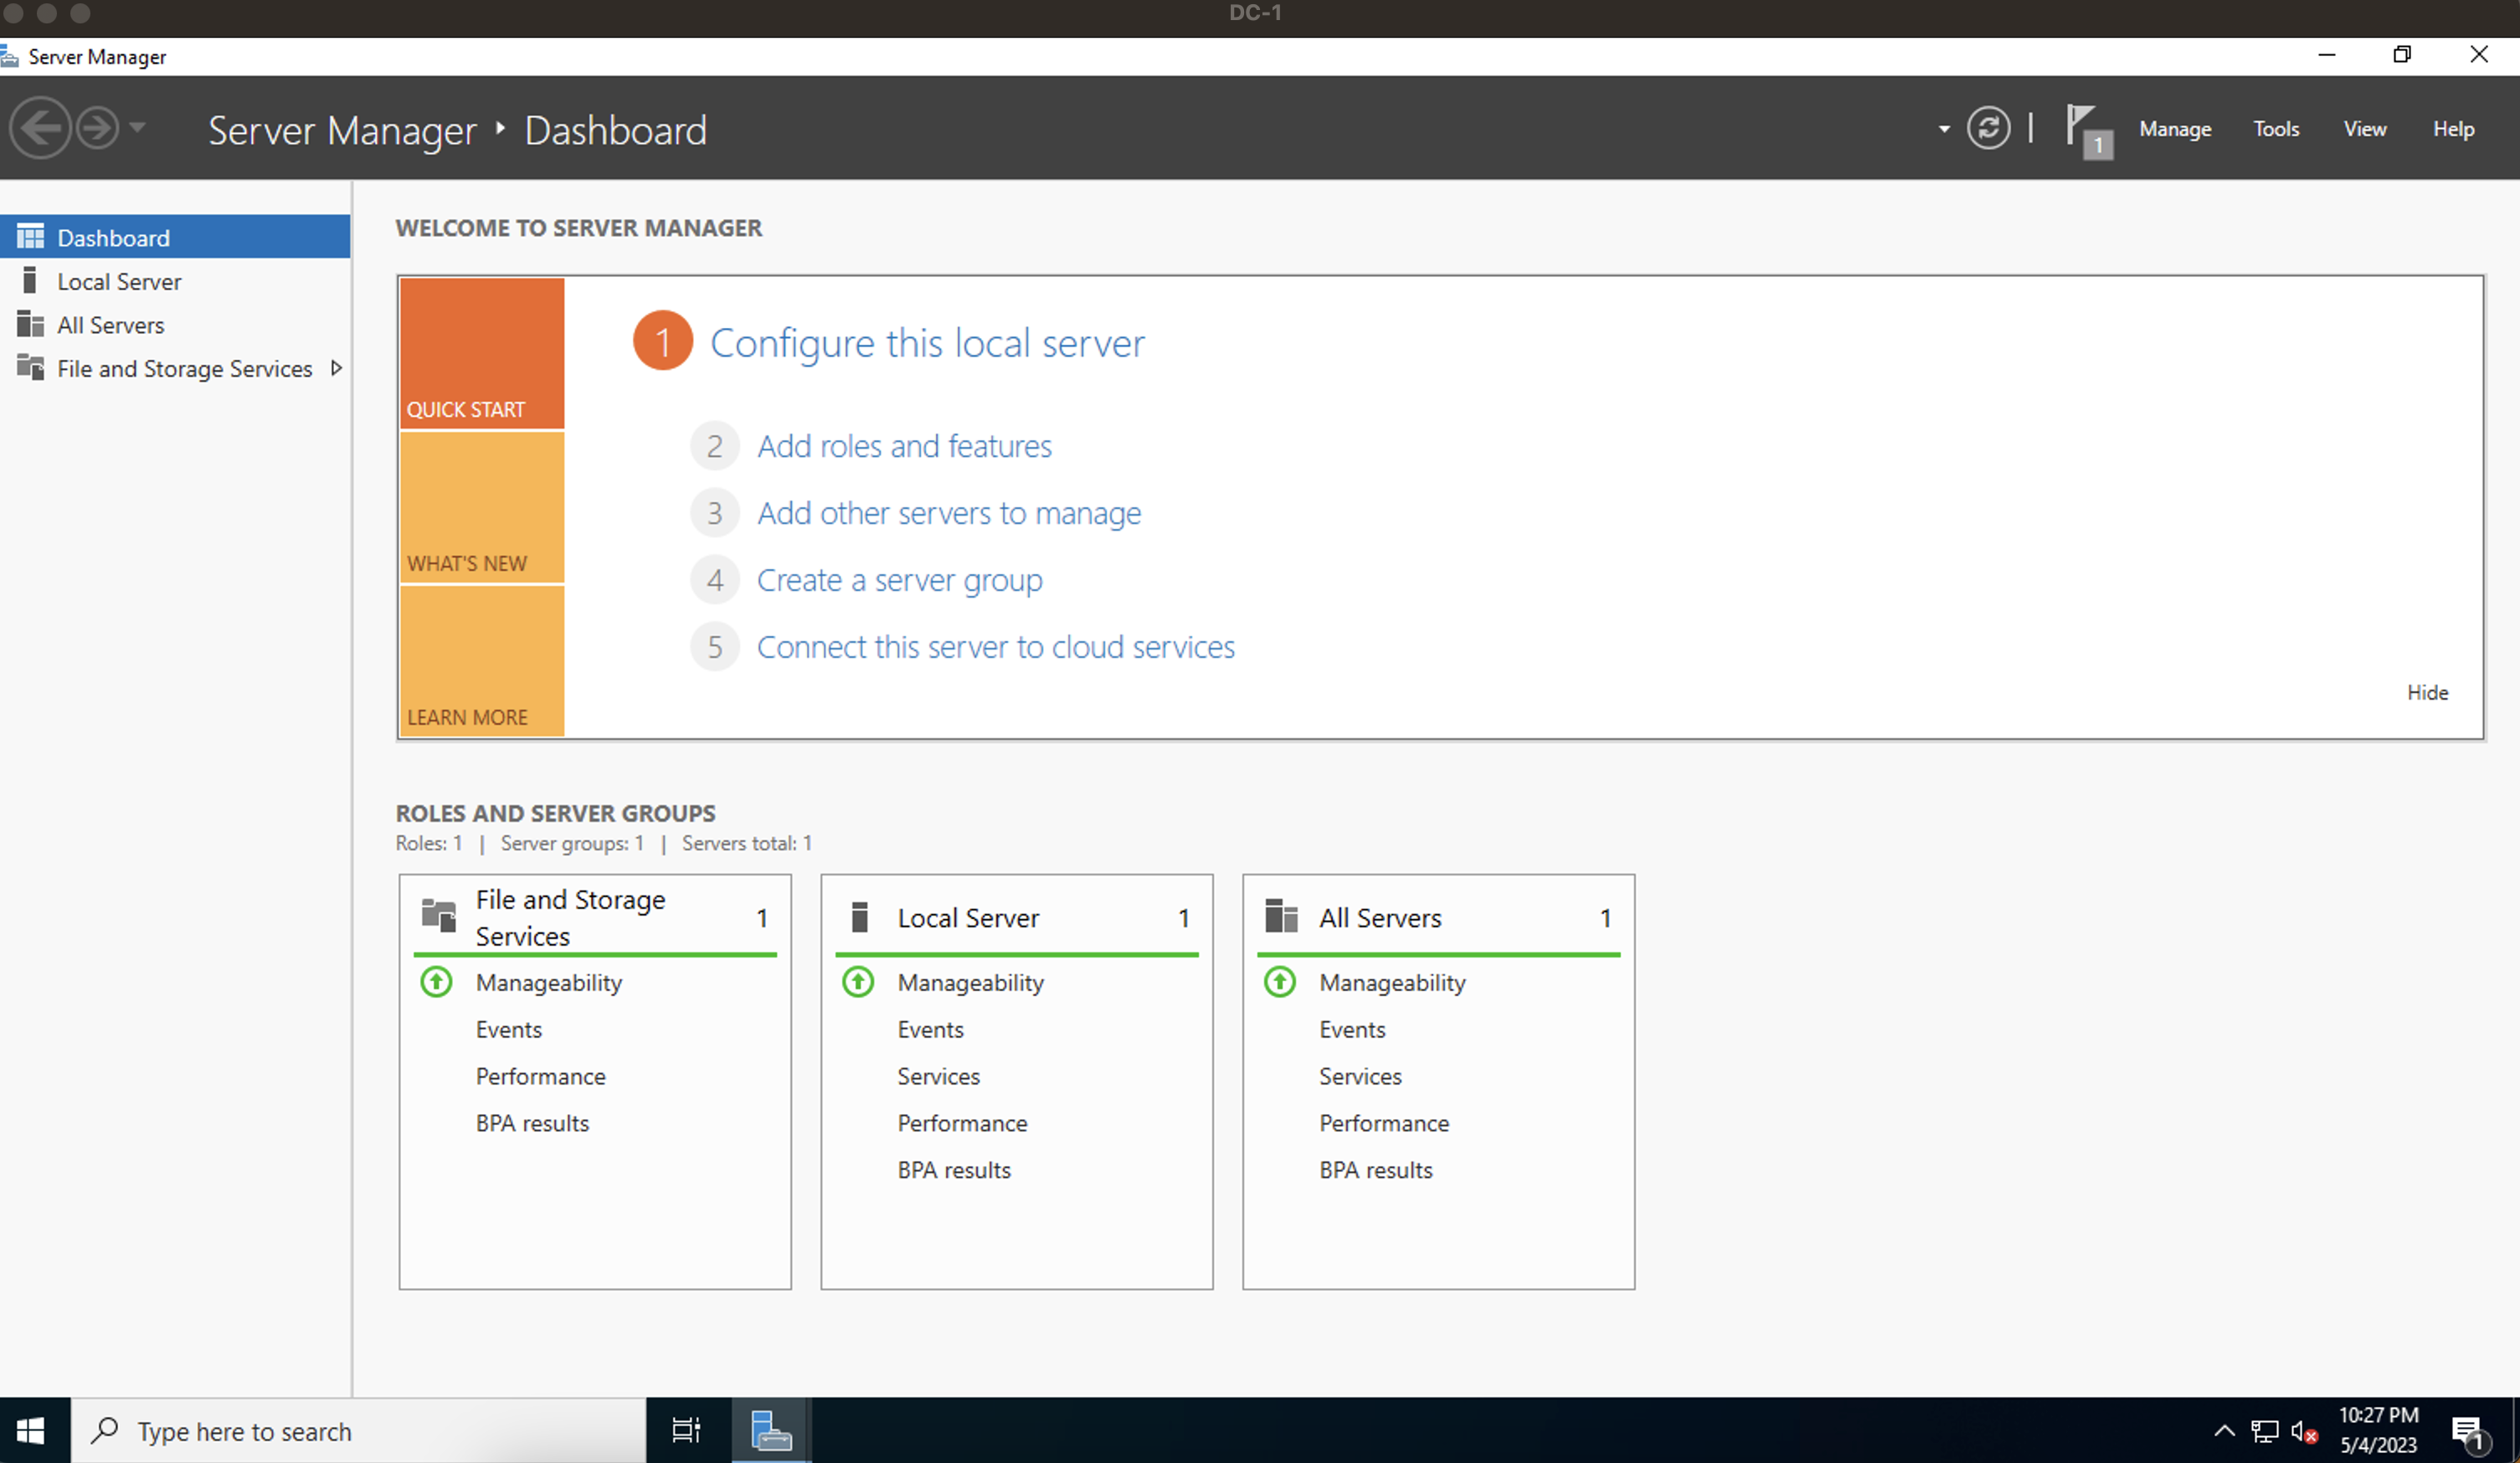 DC-1
Server Manager
Server Manager Dashboard
1 Manage Tools View Help
Dashboard
Local Server
All Servers
File and Storage Services
WELCOME TO SERVER MANAGER
QUICK START
WHAT'S NEW
LEARN MORE
1 Configure this local server
2 Add roles and features
3 Add other servers to manage
4 Create a server group
5 Connect this server to cloud services
Hide
ROLES AND SERVER GROUPS
Roles: 1 | Server groups: 1 | Servers total: 1
File and Storage
Services 1
Manageability
Events
Performance
BPA results
Local Server 1
Manageability
Events
Services
Performance
BPA results
All Servers 1
Manageability
Events
Services
Performance
BPA results
Type here to search
10:27 PM
5/4/2023
1